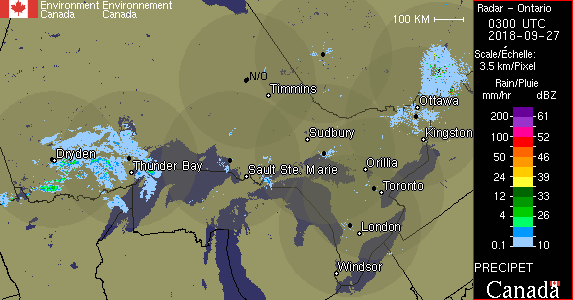 Environment Environnement
Canada Canada
100 KM
N/O
Timmins
Ottawa
Sudbury
Kingston
Dryden
Thunder Bay
Sault Ste. Marie
Orillia
Toronto
London
Windsor
Radar - Ontario
0300 UTC
2018-09-27
Scale/Échelle:
3.5 km/Pixel
Rain/Pluie
mm/hr dBZ
200 61
100 52
50 46
24 39
12 33
4 26
1 20
0.1 10
PRECIPET
Canada